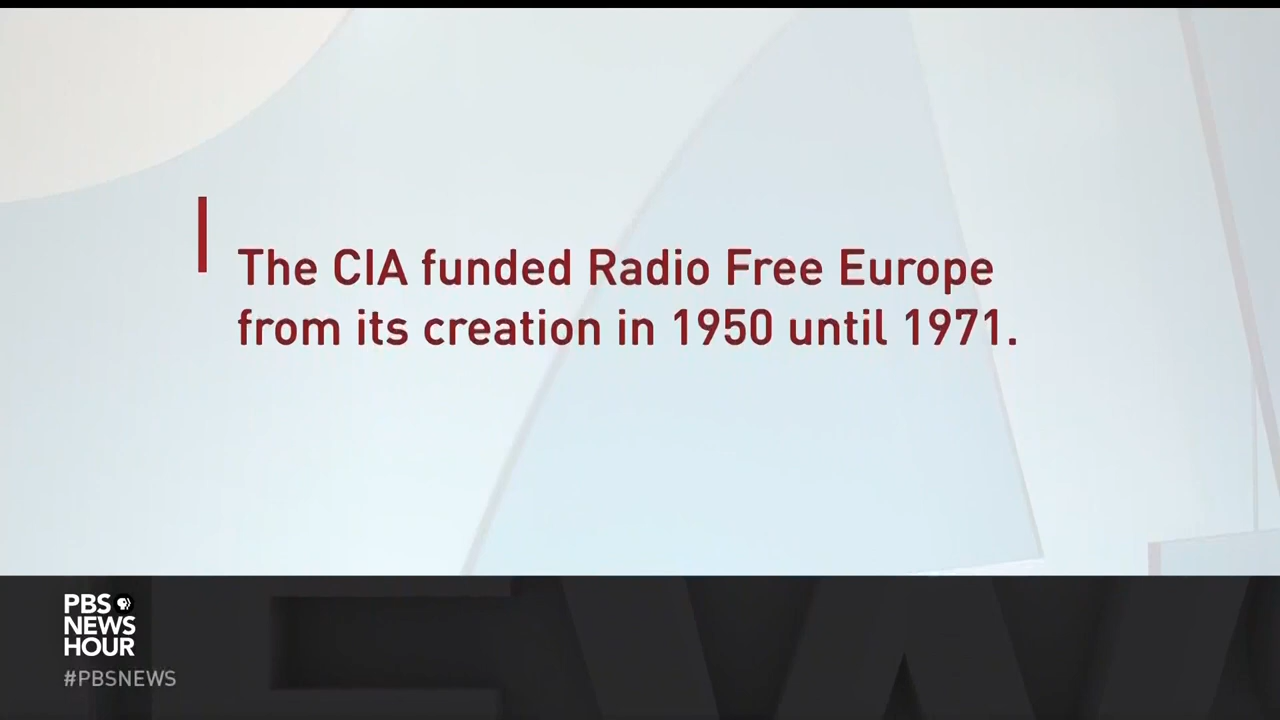 The CIA funded Radio Free Europe
from its creation in 1950 until 1971.
PBS
NEWS
HOUR
#PBSNEWS